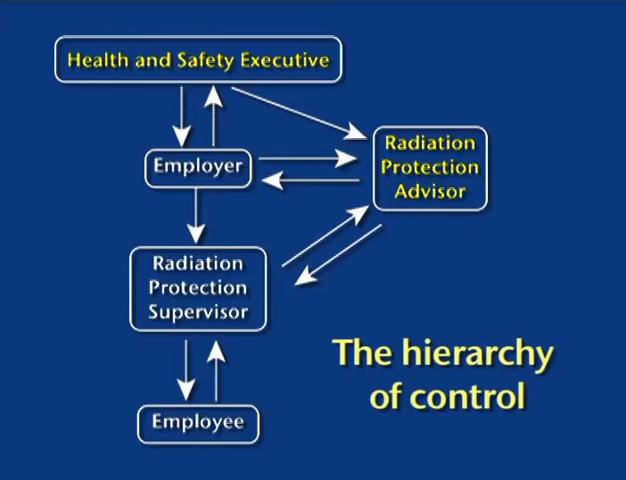 Health and Safety Executive
Employer
Radiation
Protection
Advisor
Radiation
Protection
Supervisor
Employee
The hierarchy
of control